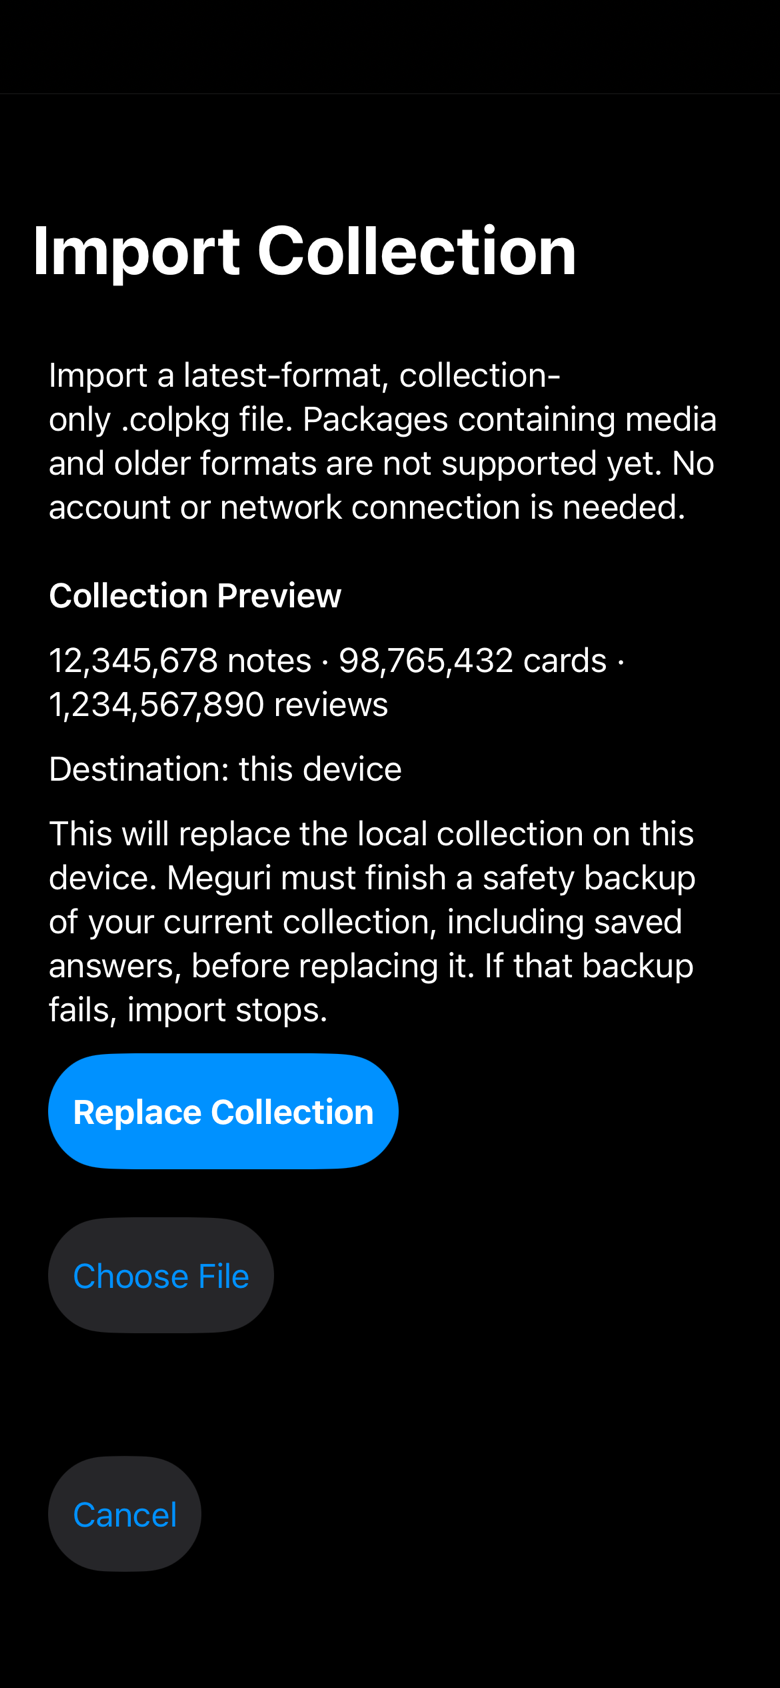 Import Collection
Import a latest-format, collection-
only .colpkg file. Packages containing media
and older formats are not supported yet. No
account or network connection is needed.
Collection Preview
12,345,678 notes · 98,765,432 cards ·
1,234,567,890 reviews
Destination: this device
This will replace the local collection on this
device. Meguri must finish a safety backup
of your current collection, including saved
answers, before replacing it. If that backup
fails, import stops.
Replace Collection
Choose File
Cancel